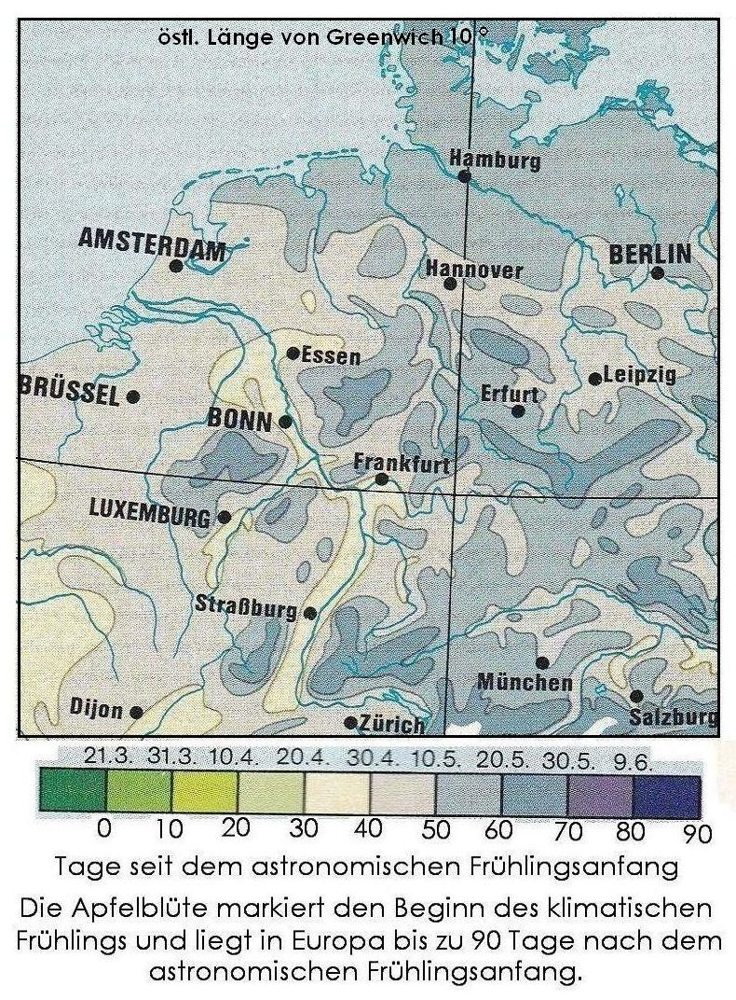 östl. Länge von Greenwich 10°
Hamburg
AMSTERDAM
BERLIN
Hannover
Essen
Leipzig
BRÜSSEL
Erfurt
BONN
Frankfurt
LUXEMBURG
Straßburg
München
Dijon
Zürich
Salzburg
21.3. 31.3. 10.4. 20.4. 30.4. 10.5. 20.5. 30.5. 9.6.
0 10 20 30 40 50 60 70 80 90
Tage seit dem astronomischen Frühlingsanfang
Die Apfelblüte markiert den Beginn des klimatischen
Frühlings und liegt in Europa bis zu 90 Tage nach dem
astronomischen Frühlingsanfang.